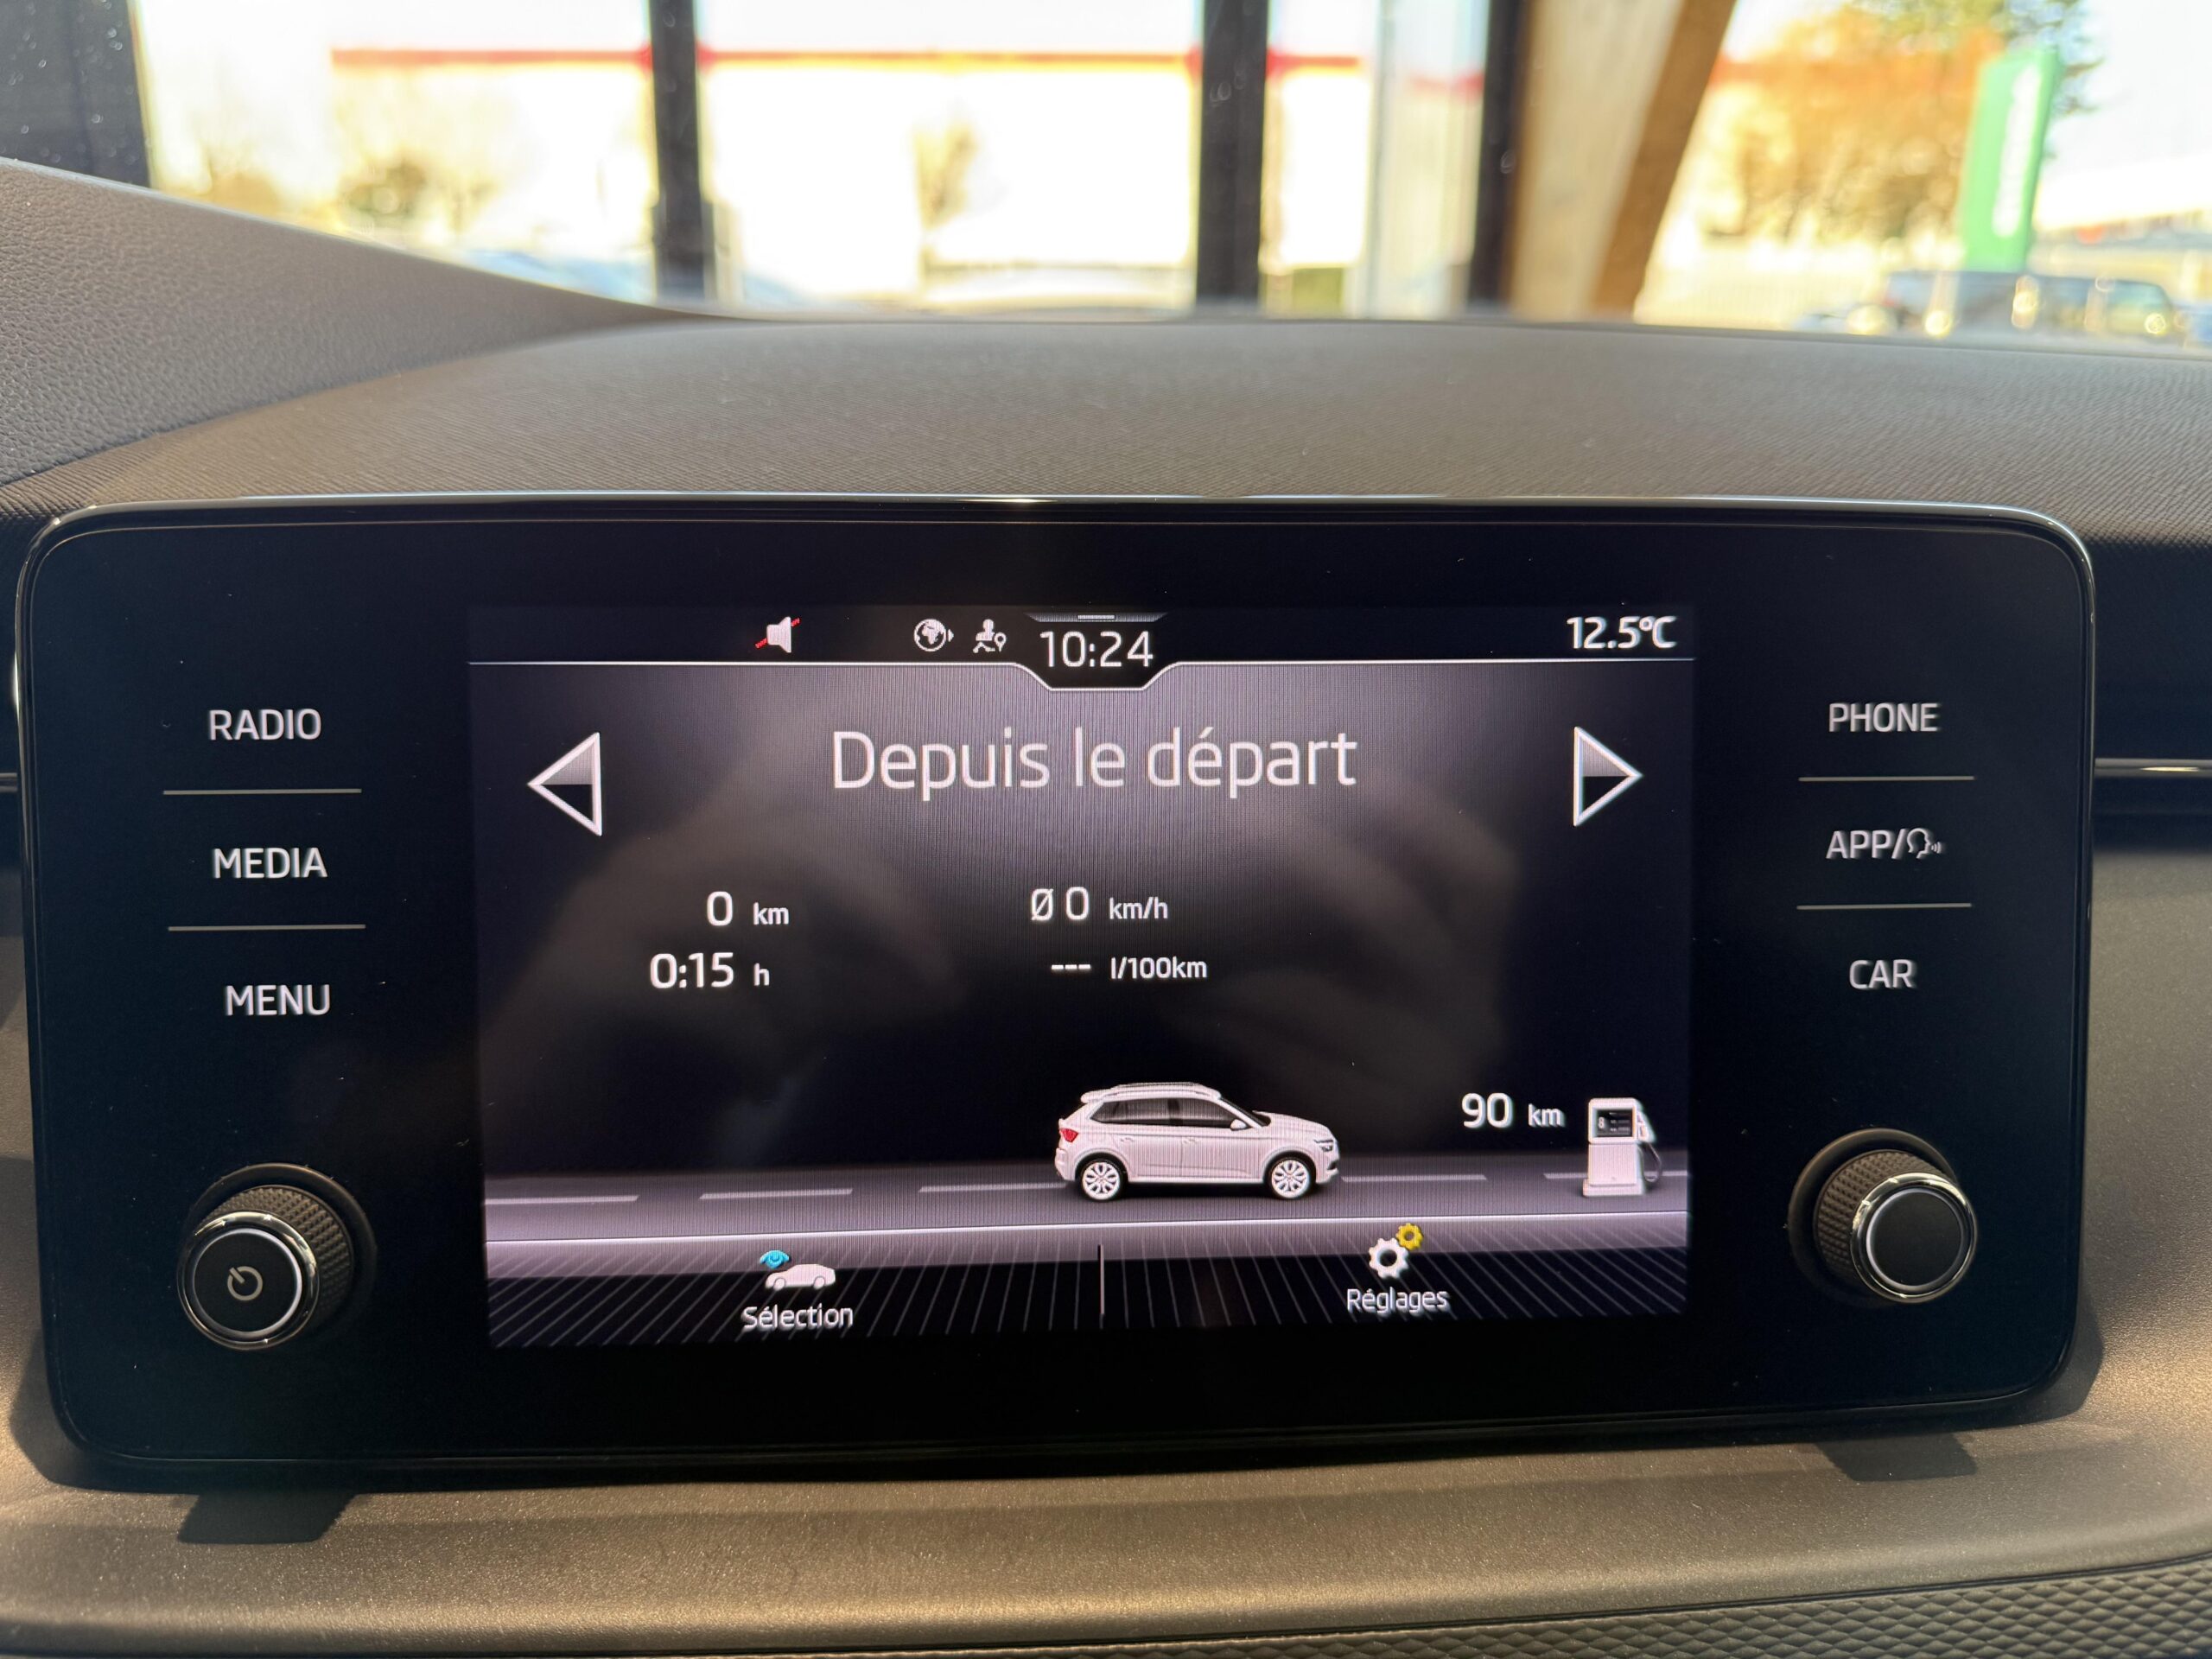 10:24
12.5°C
RADIO
MEDIA
MENU
Depuis le départ
0 km
Ø 0 km/h
0:15 h
--- l/100km
90 km
Sélection
Réglages
PHONE
APP/
CAR